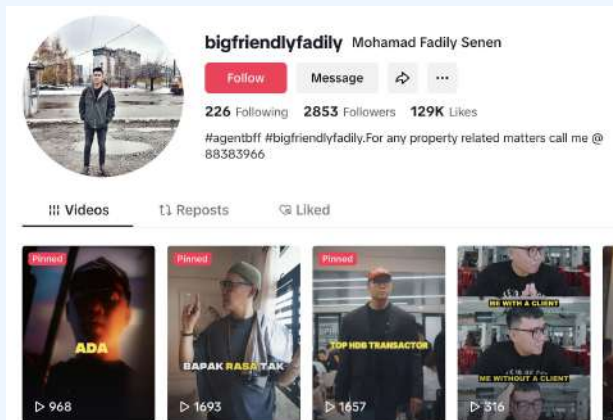 bigfriendlyfadily Mohamad Fadily Senen
Follow Message
226 Following 2853 Followers 129K Likes
#agentbff #bigfriendlyfadily.For any property related matters call me @
88383966
Videos Reposts Liked
Pinned
ADA
968
Pinned
BAPAK RASA TAK
1693
Pinned
TOP HDB TRANSACTOR
1657
ME WITH A CLIENT
ME WITHOUT A CLIENT
316